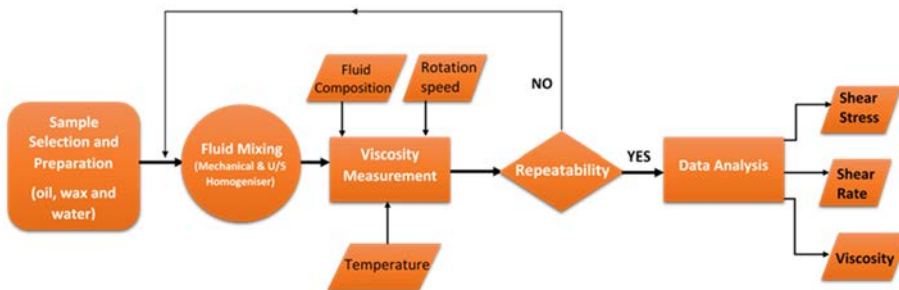 Sample
Selection and
Preparation
(oil, wax and
water)
Fluid Mixing
(Mechanical & U/S
Homogeniser)
Fluid
Composition
Rotation
speed
Viscosity
Measurement
Temperature
NO
Repeatability
YES
Data Analysis
Shear
Stress
Shear
Rate
Viscosity